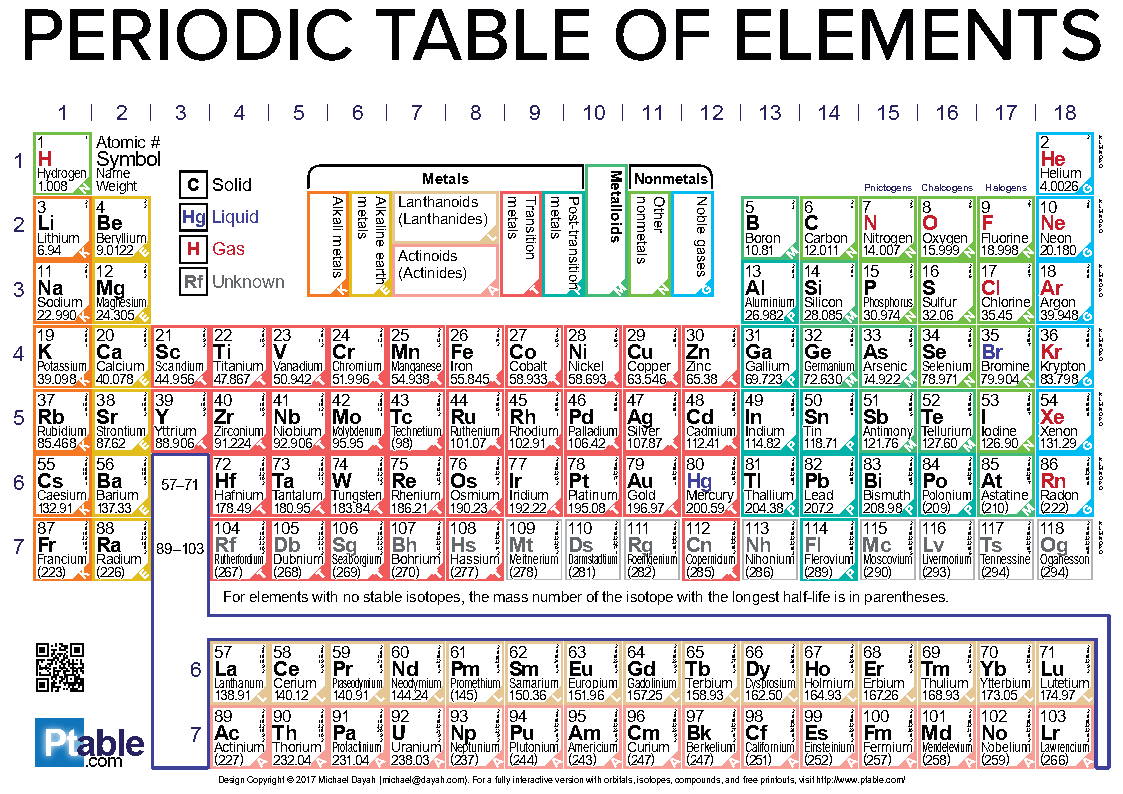 PERIODIC TABLE OF ELEMENTS
1 | 2 | 3 | 4 | 5 | 6 | 7 | 8 | 9 | 10 | 11 | 12 | 13 | 14 | 15 | 16 | 17 | 18
1
1 H Hydrogen 1.008 N
Atomic #
Symbol
Name
Weight
2 He Helium 4.0026 G
C Solid
Hg Liquid
H Gas
Rf Unknown
Metals
Metalloids
Nonmetals
Alkali metals K
Alkaline earth metals E
Lanthanoids (Lanthanides) L
Actinoids (Actinides) A
Transition metals T
Post-transition metals P
M
Other nonmetals N
Noble gases G
Pnictogens Chalcogens Halogens
2
3 Li Lithium 6.94 K
4 Be Beryllium 9.0122 E
5 B Boron 10.81 M
6 C Carbon 12.011 N
7 N Nitrogen 14.007 N
8 O Oxygen 15.999 N
9 F Fluorine 18.998 N
10 Ne Neon 20.180 G
3
11 Na Sodium 22.990 K
12 Mg Magnesium 24.305 E
13 Al Aluminium 26.982 P
14 Si Silicon 28.085 M
15 P Phosphorus 30.974 N
16 S Sulfur 32.06 N
17 Cl Chlorine 35.45 N
18 Ar Argon 39.948 G
4
19 K Potassium 39.098 K
20 Ca Calcium 40.078 E
21 Sc Scandium 44.956 T
22 Ti Titanium 47.867 T
23 V Vanadium 50.942 T
24 Cr Chromium 51.996 T
25 Mn Manganese 54.938 T
26 Fe Iron 55.845 T
27 Co Cobalt 58.933 T
28 Ni Nickel 58.693 T
29 Cu Copper 63.546 T
30 Zn Zinc 65.38 T
31 Ga Gallium 69.723 P
32 Ge Germanium 72.630 M
33 As Arsenic 74.922 M
34 Se Selenium 78.971 N
35 Br Bromine 79.904 N
36 Kr Krypton 83.798 G
5
37 Rb Rubidium 85.468 K
38 Sr Strontium 87.62 E
39 Y Yttrium 88.906 T
40 Zr Zirconium 91.224 T
41 Nb Niobium 92.906 T
42 Mo Molybdenum 95.95 T
43 Tc Technetium (98) T
44 Ru Ruthenium 101.07 T
45 Rh Rhodium 102.91 T
46 Pd Palladium 106.42 T
47 Ag Silver 107.87 T
48 Cd Cadmium 112.41 T
49 In Indium 114.82 P
50 Sn Tin 118.71 P
51 Sb Antimony 121.76 M
52 Te Tellurium 127.60 M
53 I Iodine 126.90 N
54 Xe Xenon 131.29 G
6
55 Cs Caesium 132.91 K
56 Ba Barium 137.33 E
57–71
72 Hf Hafnium 178.49 T
73 Ta Tantalum 180.95 T
74 W Tungsten 183.84 T
75 Re Rhenium 186.21 T
76 Os Osmium 190.23 T
77 Ir Iridium 192.22 T
78 Pt Platinum 195.08 T
79 Au Gold 196.97 T
80 Hg Mercury 200.59 T
81 Tl Thallium 204.38 P
82 Pb Lead 207.2 P
83 Bi Bismuth 208.98 P
84 Po Polonium (209) P
85 At Astatine (210) M
86 Rn Radon (222) G
7
87 Fr Francium (223) K
88 Ra Radium (226) E
89–103
104 Rf Rutherfordium (267) T
105 Db Dubnium (268) T
106 Sg Seaborgium (269) T
107 Bh Bohrium (270) T
108 Hs Hassium (277) T
109 Mt Meitnerium (278)
110 Ds Darmstadtium (281)
111 Rg Roentgenium (282)
112 Cn Copernicium (285) T
113 Nh Nihonium (286)
114 Fl Flerovium (289) P
115 Mc Moscovium (290)
116 Lv Livermorium (293)
117 Ts Tennessine (294)
118 Og Oganesson (294)
For elements with no stable isotopes, the mass number of the isotope with the longest half-life is in parentheses.
6
57 La Lanthanum 138.91 L
58 Ce Cerium 140.12 L
59 Pr Praseodymium 140.91 L
60 Nd Neodymium 144.24 L
61 Pm Promethium (145) L
62 Sm Samarium 150.36 L
63 Eu Europium 151.96 L
64 Gd Gadolinium 157.25 L
65 Tb Terbium 158.93 L
66 Dy Dysprosium 162.50 L
67 Ho Holmium 164.93 L
68 Er Erbium 167.26 L
69 Tm Thulium 168.93 L
70 Yb Ytterbium 173.05 L
71 Lu Lutetium 174.97 L
7
89 Ac Actinium (227) A
90 Th Thorium 232.04 A
91 Pa Protactinium 231.04 A
92 U Uranium 238.03 A
93 Np Neptunium (237) A
94 Pu Plutonium (244) A
95 Am Americium (243) A
96 Cm Curium (247) A
97 Bk Berkelium (247) A
98 Cf Californium (251) A
99 Es Einsteinium (252) A
100 Fm Fermium (257) A
101 Md Mendelevium (258) A
102 No Nobelium (259) A
103 Lr Lawrencium (266) A
Ptable
.com
Design Copyright © 2017 Michael Dayah (michael@dayah.com). For a fully interactive version with orbitals, isotopes, compounds, and free printouts, visit http://www.ptable.com/